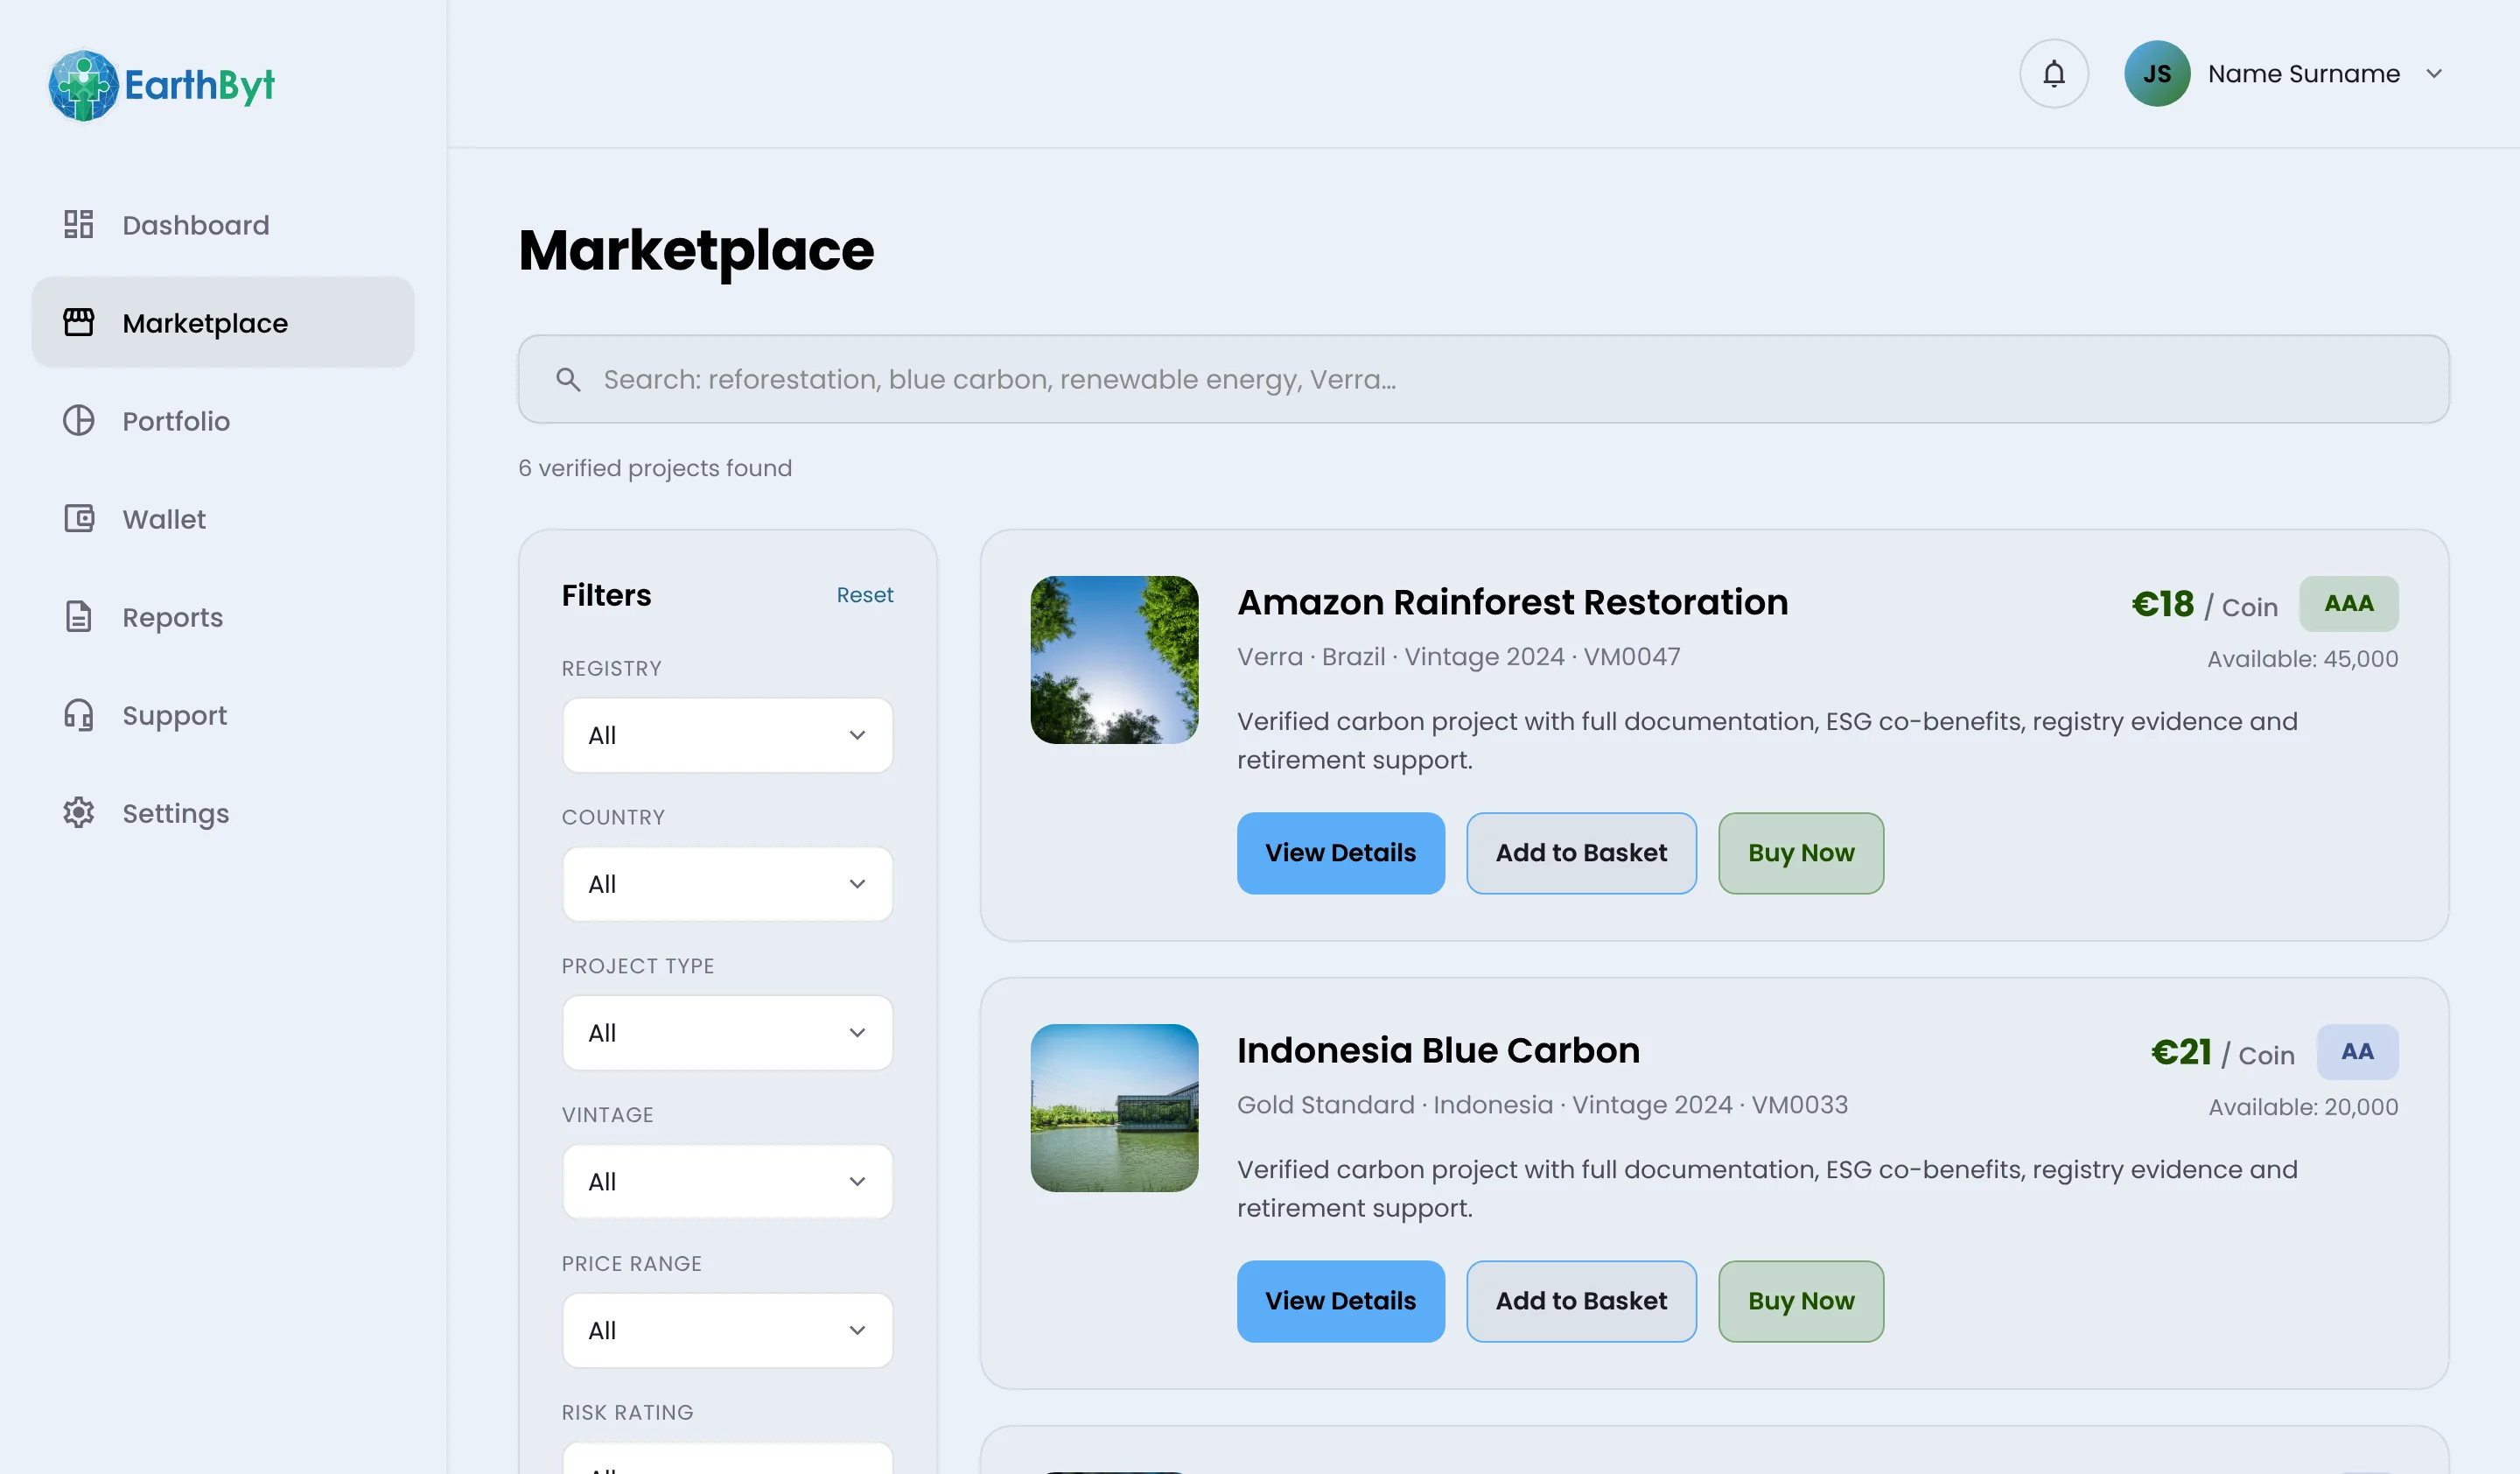 EarthByt
JS
Name Surname
Dashboard
Marketplace
Portfolio
Wallet
Reports
Support
Settings
Marketplace
Search: reforestation, blue carbon, renewable energy, Verra...
6 verified projects found
Filters
Reset
REGISTRY
All
COUNTRY
All
PROJECT TYPE
All
VINTAGE
All
PRICE RANGE
All
RISK RATING
Amazon Rainforest Restoration
€18 / Coin
AAA
Verra · Brazil · Vintage 2024 · VM0047
Available: 45,000
Verified carbon project with full documentation, ESG co-benefits, registry evidence and
retirement support.
View Details
Add to Basket
Buy Now
Indonesia Blue Carbon
€21 / Coin
AA
Gold Standard · Indonesia · Vintage 2024 · VM0033
Available: 20,000
Verified carbon project with full documentation, ESG co-benefits, registry evidence and
retirement support.
View Details
Add to Basket
Buy Now